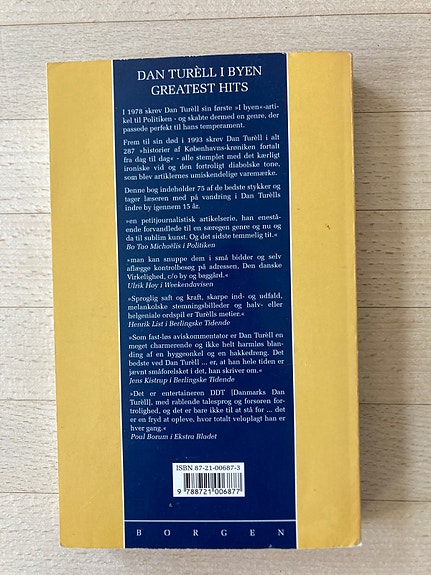 DAN TURÈLL I BYEN
GREATEST HITS
I 1978 skrev Dan Turèll sin første »I byen«-arti-
kel til Politiken - og skabte dermed en genre, der
passede perfekt til hans temperament.
Frem til sin død i 1993 skrev Dan Turèll i alt
287 »historier af Københavns-krøniken fortalt
fra dag til dag« - alle stemplet med det kærligt
ironiske vid og den fortroligt diabolske tone,
som blev artiklernes umiskendelige varemærke.
Denne bog indeholder 75 af de bedste stykker og
tager læseren med på vandring i Dan Turèlls
indre by igennem 15 år.
»en petitjournalistisk artikelserie, han enestå-
ende forvandlede til en særegen genre og nu og
da til sublim kunst. Og det sidste temmelig tit.«
Bo Tao Michaëlis i Politiken
»man kan snuppe dem i små bidder og selv
aflægge kontrolbesøg på adressen, Den danske
Virkelighed, c/o by og baggård.«
Ulrik Høy i Weekendavisen
»Sproglig saft og kraft, skarpe ind- og udfald,
melankolske stemningsbilleder og halv- eller
helgeniale ordspil er Turèlls metier.«
Henrik List i Berlingske Tidende
»Som fast-løs aviskommentator er Dan Turèll en
meget charmerende og ikke helt harmløs blan-
ding af en hyggeonkel og en hakkedreng. Det
bedste ved Dan Turèll ... er, at han hele tiden er
jævnt småforelsket i det, han skriver om.«
Jens Kistrup i Berlingske Tidende
»Det er entertaineren DDT [Danmarks Dan
Turèll], med rablende talesprog og forsoren for-
trolighed, og det er bare ikke til at stå for ... det
er en fryd at opleve, hvor totalt veloplagt han er
hver gang.«
Poul Borum i Ekstra Bladet
ISBN 87-21-00687-3
9 788721 006877
BORGEN